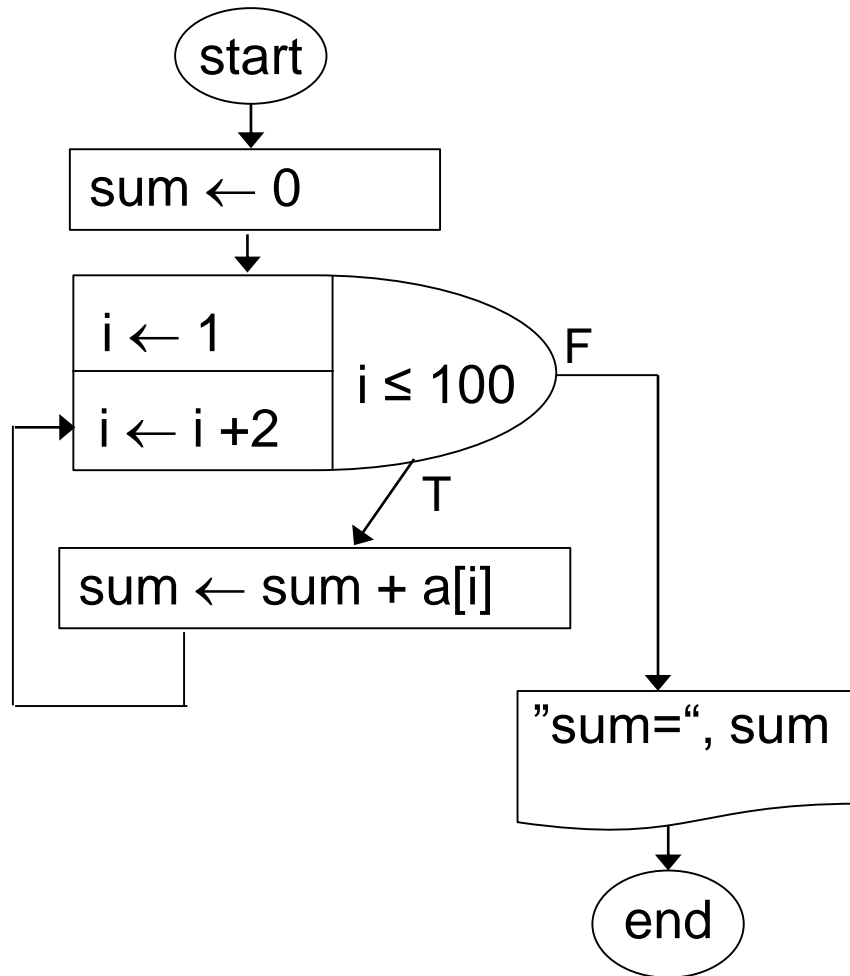 start
sum ← 0
i ← 1
i ← i +2
i ≤ 100
F
T
sum ← sum + a[i]
”sum=“, sum
end